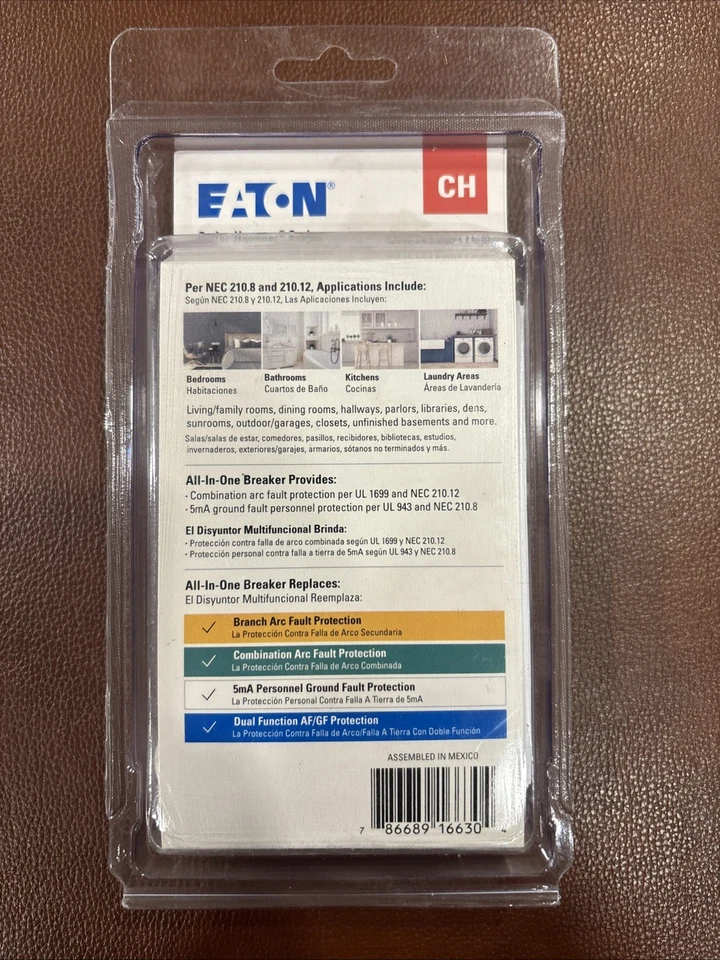 EATON®
CH
Per NEC 210.8 and 210.12, Applications Include:
Según NEC 210.8 y 210.12, Las Aplicaciones Incluyen:
Bedrooms
Habitaciones
Bathrooms
Cuartos de Baño
Kitchens
Cocinas
Laundry Areas
Áreas de Lavandería
Living/family rooms, dining rooms, hallways, parlors, libraries, dens,
sunrooms, outdoor/garages, closets, unfinished basements and more.
Salas/salas de estar, comedores, pasillos, recibidores, bibliotecas, estudios,
invernaderos, exteriores/garajes, armarios, sótanos no terminados y más.
All-In-One Breaker Provides:
· Combination arc fault protection per UL 1699 and NEC 210.12
· 5mA ground fault personnel protection per UL 943 and NEC 210.8
El Disyuntor Multifuncional Brinda:
· Protección contra falla de arco combinada según UL 1699 y NEC 210.12
· Protección personal contra falla a tierra de 5mA según UL 943 y NEC 210.8
All-In-One Breaker Replaces:
El Disyuntor Multifuncional Reemplaza:
Branch Arc Fault Protection
La Protección Contra Falla de Arco Secundaria
Combination Arc Fault Protection
La Protección Contra Falla de Arco Combinada
5mA Personnel Ground Fault Protection
La Protección Personal Contra Falla A Tierra de 5mA
Dual Function AF/GF Protection
La Protección Contra Falla de Arco/Falla A Tierra Con Doble Función
ASSEMBLED IN MEXICO
7 86689 16630 4